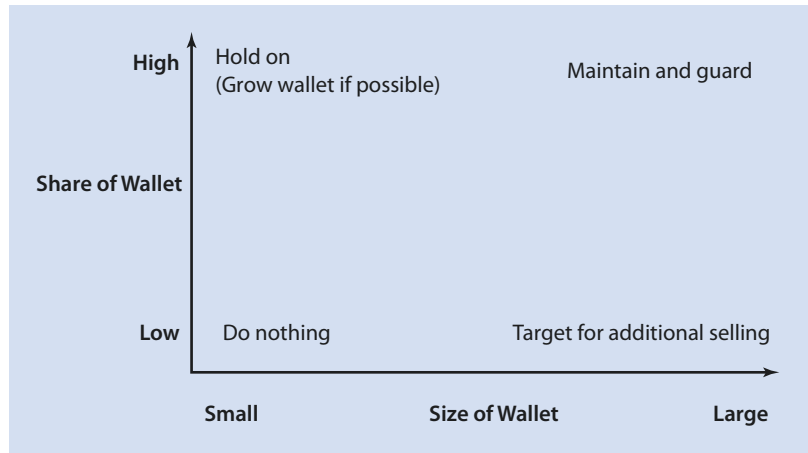 High
Hold on
(Grow wallet if possible)
Maintain and guard
Share of Wallet
Low
Do nothing
Target for additional selling
Small
Size of Wallet
Large